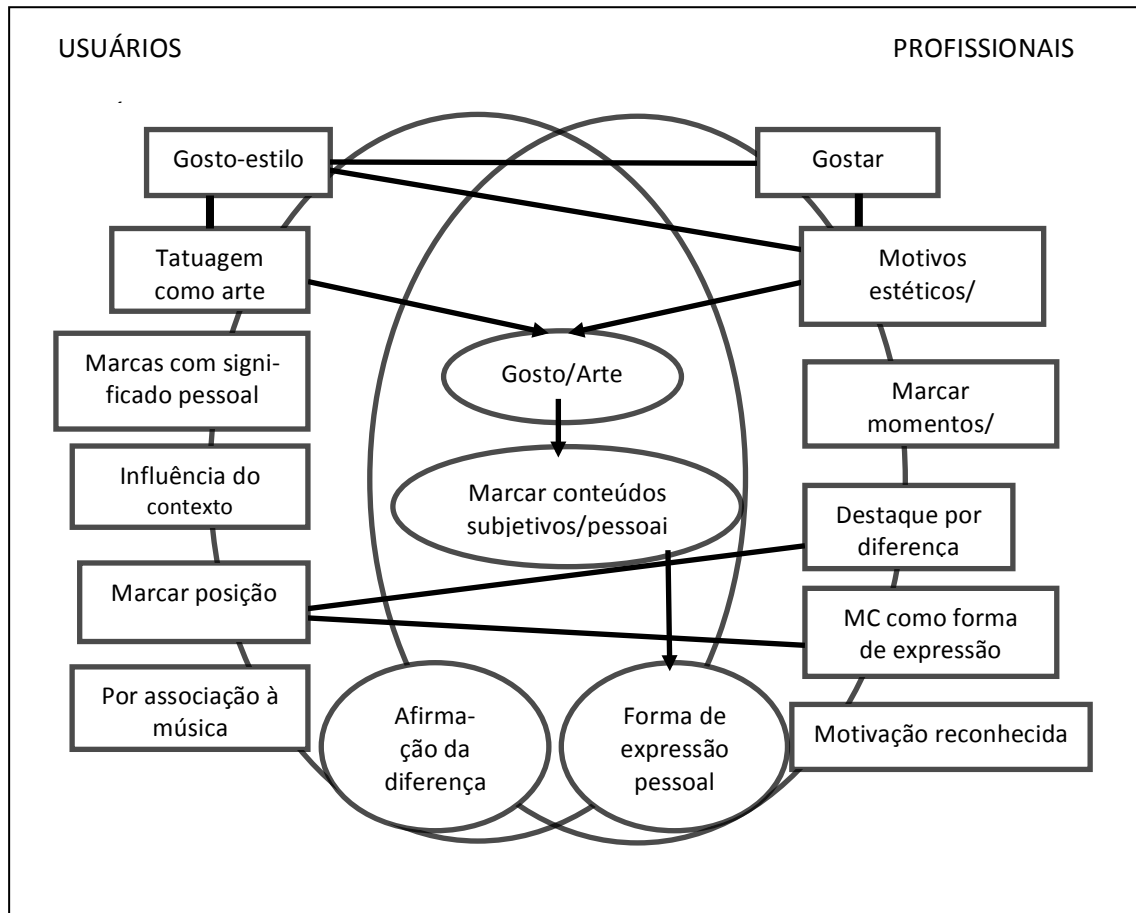 USUÁRIOS
PROFISSIONAIS
Gosto-estilo
Gostar
Tatuagem
como arte
Motivos
estéticos/
Marcas com signi-
ficado pessoal
Gosto/Arte
Marcar
momentos/
Influência do
contexto
Marcar conteúdos
subjetivos/pessoai
Destaque por
diferença
Marcar posição
MC como forma
de expressão
Por associação à
música
Afirma-
ção da
diferença
Forma de
expressão
pessoal
Motivação reconhecida